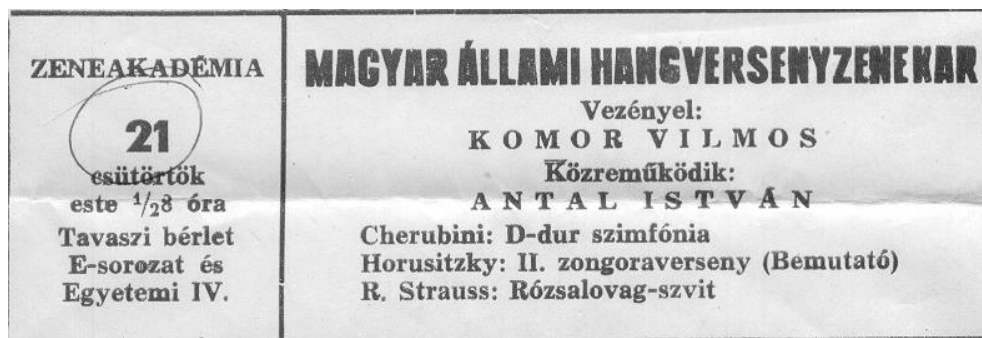 ZENEAKADÉMIA
21
csütörtök
este 1/28 óra
Tavaszi bérlet
E-sorozat és
Egyetemi IV.
MAGYAR ÁLLAMI HANGVERSENYZENEKAR
Vezényel:
KOMOR VILMOS
Közreműködik:
ANTAL ISTVÁN
Cherubini: D-dur szimfónia
Horusitzky: II. zongoraverseny (Bemutató)
R. Strauss: Rózsalovag-szvit